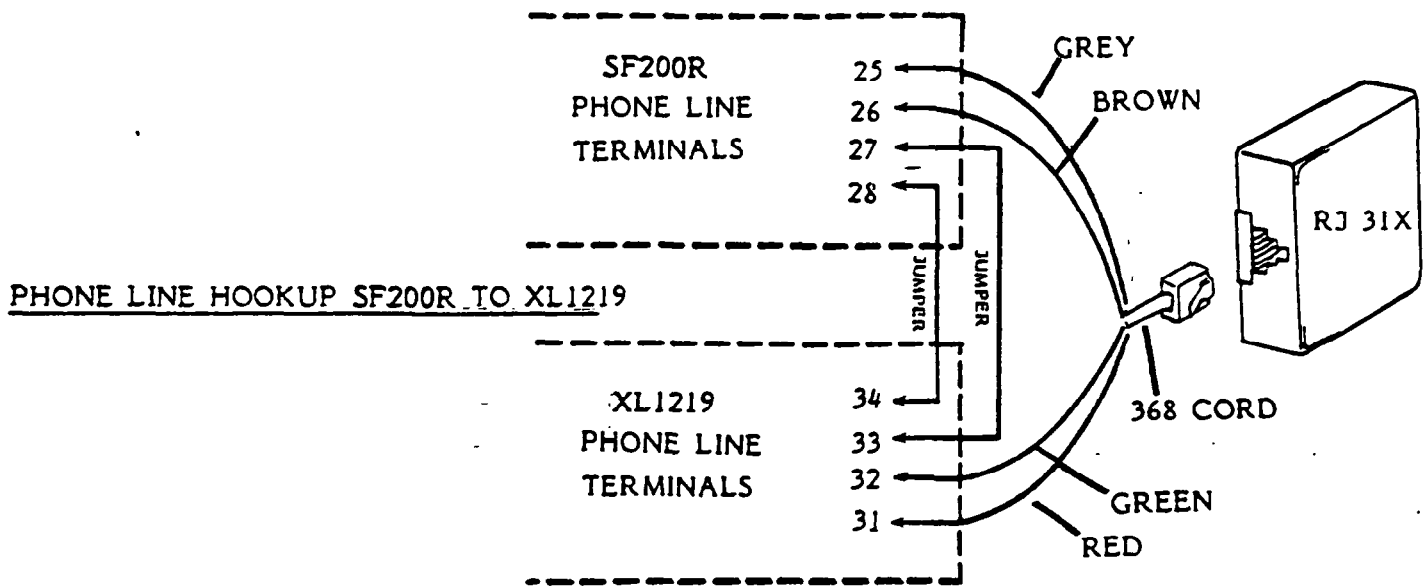 SF200R
PHONE LINE
TERMINALS
25
26
27
28
GREY
BROWN
RJ 31X
JUMPER
JUMPER
PHONE LINE HOOKUP SF200R TO XL1219
XL1219
PHONE LINE
TERMINALS
34
33
32
31
368 CORD
GREEN
RED